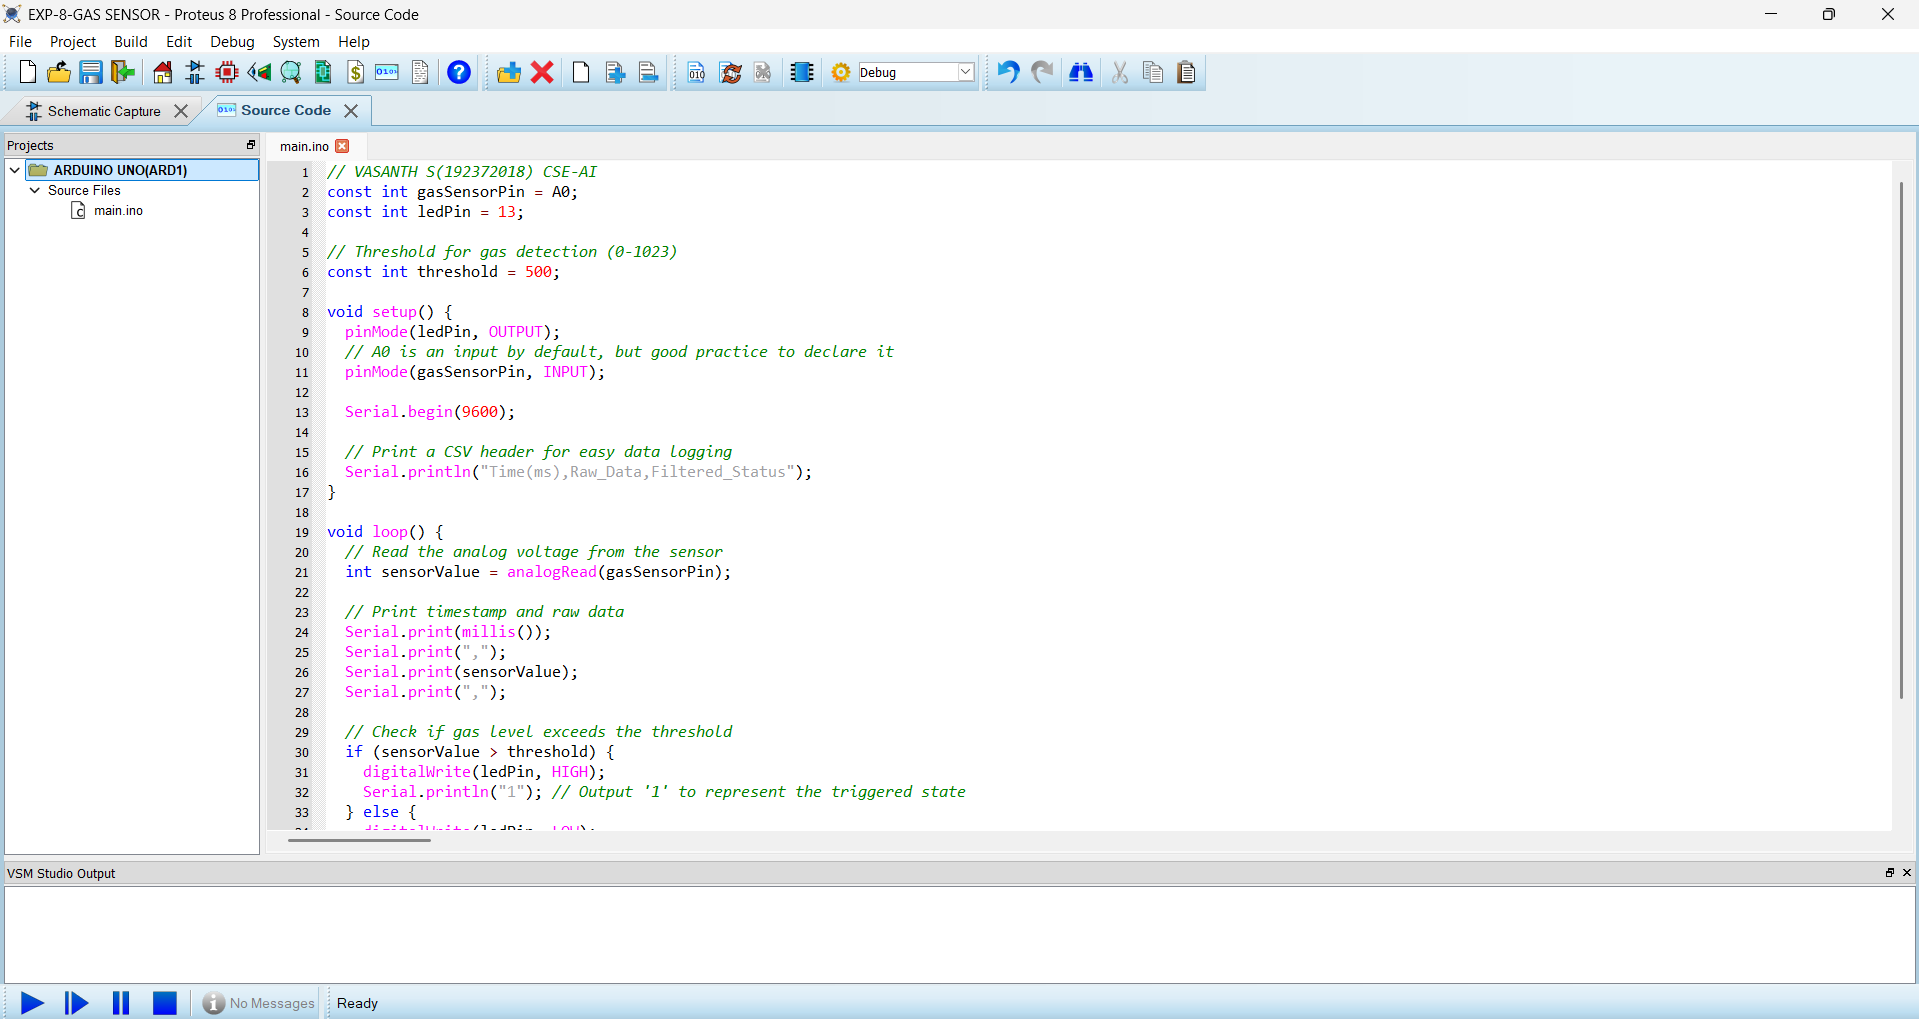 EXP-8-GAS SENSOR - Proteus 8 Professional - Source Code
File Project Build Edit Debug System Help
Debug
Schematic Capture
Source Code
Projects
ARDUINO UNO(ARD1)
Source Files
main.ino
main.ino
1 // VASANTH S(192372018) CSE-AI
2 const int gasSensorPin = A0;
3 const int ledPin = 13;
4
5 // Threshold for gas detection (0-1023)
6 const int threshold = 500;
7
8 void setup() {
9 pinMode(ledPin, OUTPUT);
10 // A0 is an input by default, but good practice to declare it
11 pinMode(gasSensorPin, INPUT);
12
13 Serial.begin(9600);
14
15 // Print a CSV header for easy data logging
16 Serial.println("Time(ms),Raw_Data,Filtered_Status");
17 }
18
19 void loop() {
20 // Read the analog voltage from the sensor
21 int sensorValue = analogRead(gasSensorPin);
22
23 // Print timestamp and raw data
24 Serial.print(millis());
25 Serial.print(",");
26 Serial.print(sensorValue);
27 Serial.print(",");
28
29 // Check if gas level exceeds the threshold
30 if (sensorValue > threshold) {
31 digitalWrite(ledPin, HIGH);
32 Serial.println("1"); // Output '1' to represent the triggered state
33 } else {
34 digitalWrite(ledPin, LOW);
VSM Studio Output
No Messages
Ready